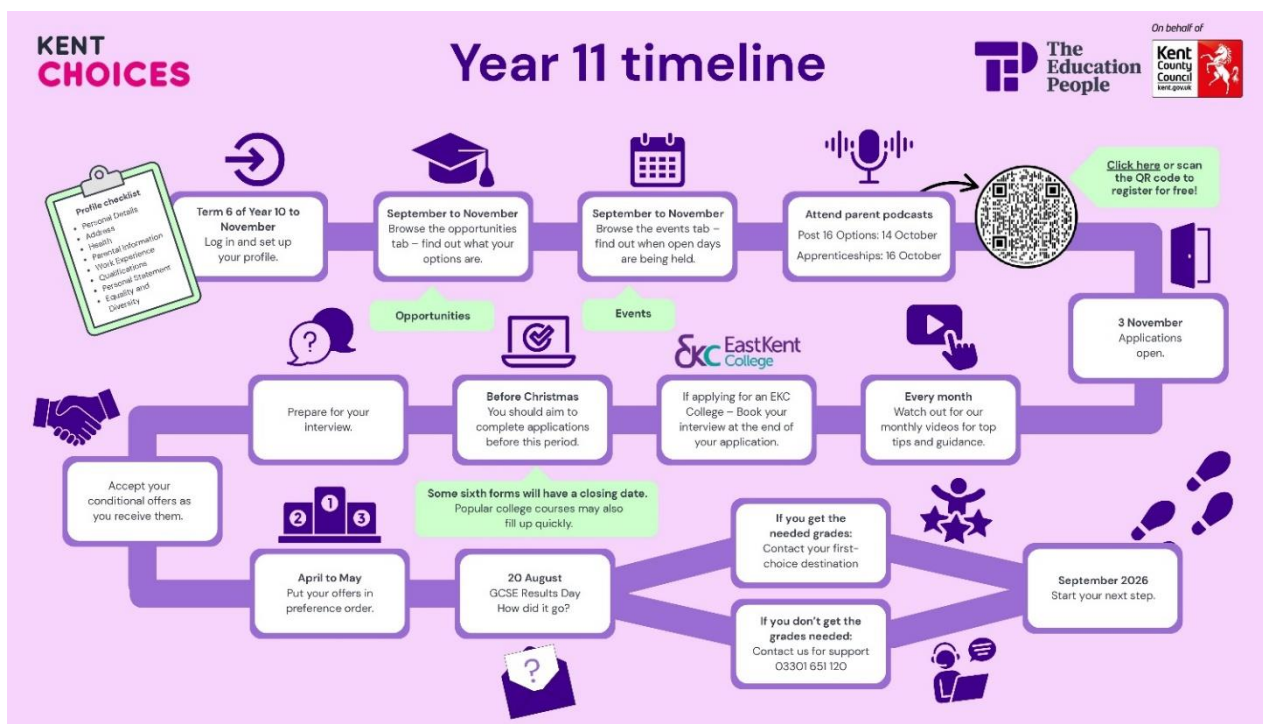 KENT
CHOICES
Year 11 timeline
The
Education
People
On behalf of
Kent
County
Council
kent.gov.uk
Profile checklist
• Personal Details
• Address
• Health
• Parental Information
• Work Experience
• Qualifications
• Personal Statement
• Equality and
Diversity
Term 6 of Year 10 to
November
Log in and set up
your profile.
September to November
Browse the opportunities
tab – find out what your
options are.
Opportunities
September to November
Browse the events tab –
find out when open days
are being held.
Events
Attend parent podcasts
Post 16 Options: 14 October
Apprenticeships: 16 October
Click here or scan
the QR code to
register for free!
3 November
Applications
open.
Every month
Watch out for our
monthly videos for top
tips and guidance.
EKC EastKent
College
If applying for an EKC
College – Book your
interview at the end of
your application.
Before Christmas
You should aim to
complete applications
before this period.
Some sixth forms will have a closing date.
Popular college courses may also
fill up quickly.
?
Prepare for your
interview.
Accept your
conditional offers as
you receive them.
2 1 3
April to May
Put your offers in
preference order.
20 August
GCSE Results Day
How did it go?
?
If you get the
needed grades:
Contact your first-
choice destination
If you don't get the
grades needed:
Contact us for support
03301 651 120
September 2026
Start your next step.